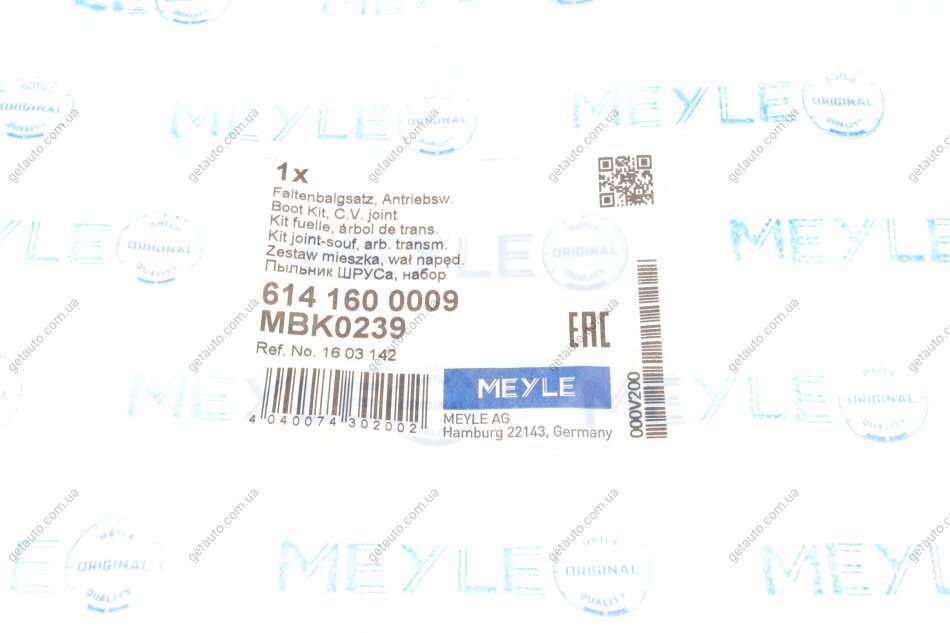 1x
Faltenbalgsatz, Antriebsw.
Boot Kit, C.V. joint
Kit fuelle, árbol de trans.
Kit joint-souf, arb. transm.
Zestaw mieszka, wał napęd.
Пыльник ШРУСа, набор
614 160 0009
MBK0239
Ref. No. 16 03 142
4 040074 302002
EAC
MEYLE
MEYLE AG
Hamburg 22143, Germany
000V200
MEYLE
MEYLE ORIGINAL QUALITY
getauto.com.ua